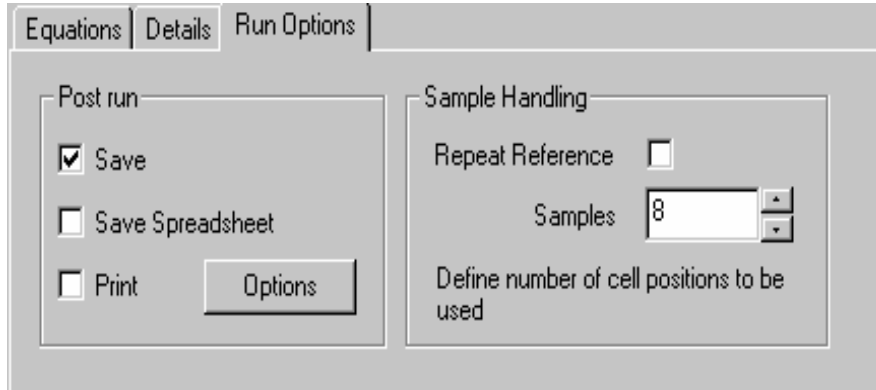 Equations Details Run Options
Post run
Save
Save Spreadsheet
Print Options
Sample Handling
Repeat Reference
Samples 8
Define number of cell positions to be
used